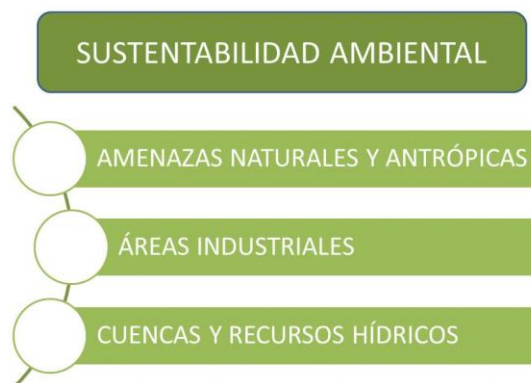 SUSTENTABILIDAD AMBIENTAL
AMENAZAS NATURALES Y ANTRÓPICAS
ÁREAS INDUSTRIALES
CUENCAS Y RECURSOS HÍDRICOS